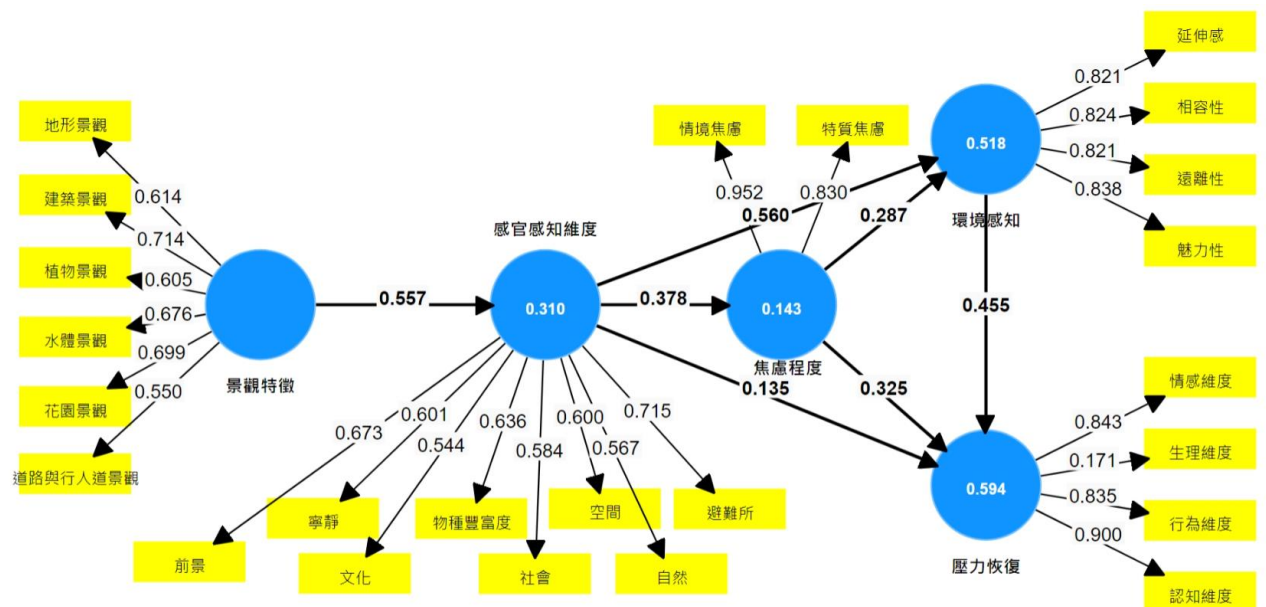 地形景觀
建築景觀
植物景觀
水體景觀
花園景觀
道路與行人道景觀
0.614
0.714
0.605
0.676
0.699
0.550
景觀特徵
0.557
感官感知維度
0.310
0.673
0.601
0.544
0.636
0.584
0.600
0.567
0.715
前景
寧靜
文化
物種豐富度
社會
空間
自然
避難所
0.560
0.378
0.135
情境焦慮
特質焦慮
0.952
0.830
0.143
焦慮程度
0.287
0.325
0.518
環境感知
0.455
0.821
0.824
0.821
0.838
延伸感
相容性
遠離性
魅力性
0.594
壓力恢復
0.843
0.171
0.835
0.900
情感維度
生理維度
行為維度
認知維度